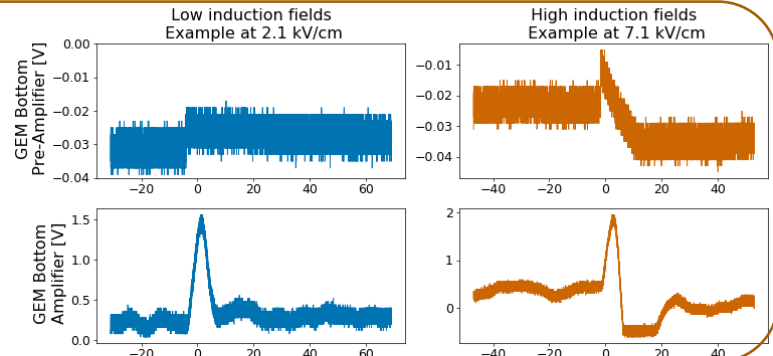 Low induction fields
Example at 2.1 kV/cm
High induction fields
Example at 7.1 kV/cm
GEM Bottom
Pre-Amplifier [V]
0.00
−0.01
−0.02
−0.03
−0.04
−20 0 20 40 60
−0.01
−0.02
−0.03
−0.04
−40 −20 0 20 40
GEM Bottom
Amplifier [V]
1.5
1.0
0.5
0.0
−20 0 20 40 60
2
1
0
−40 −20 0 20 40